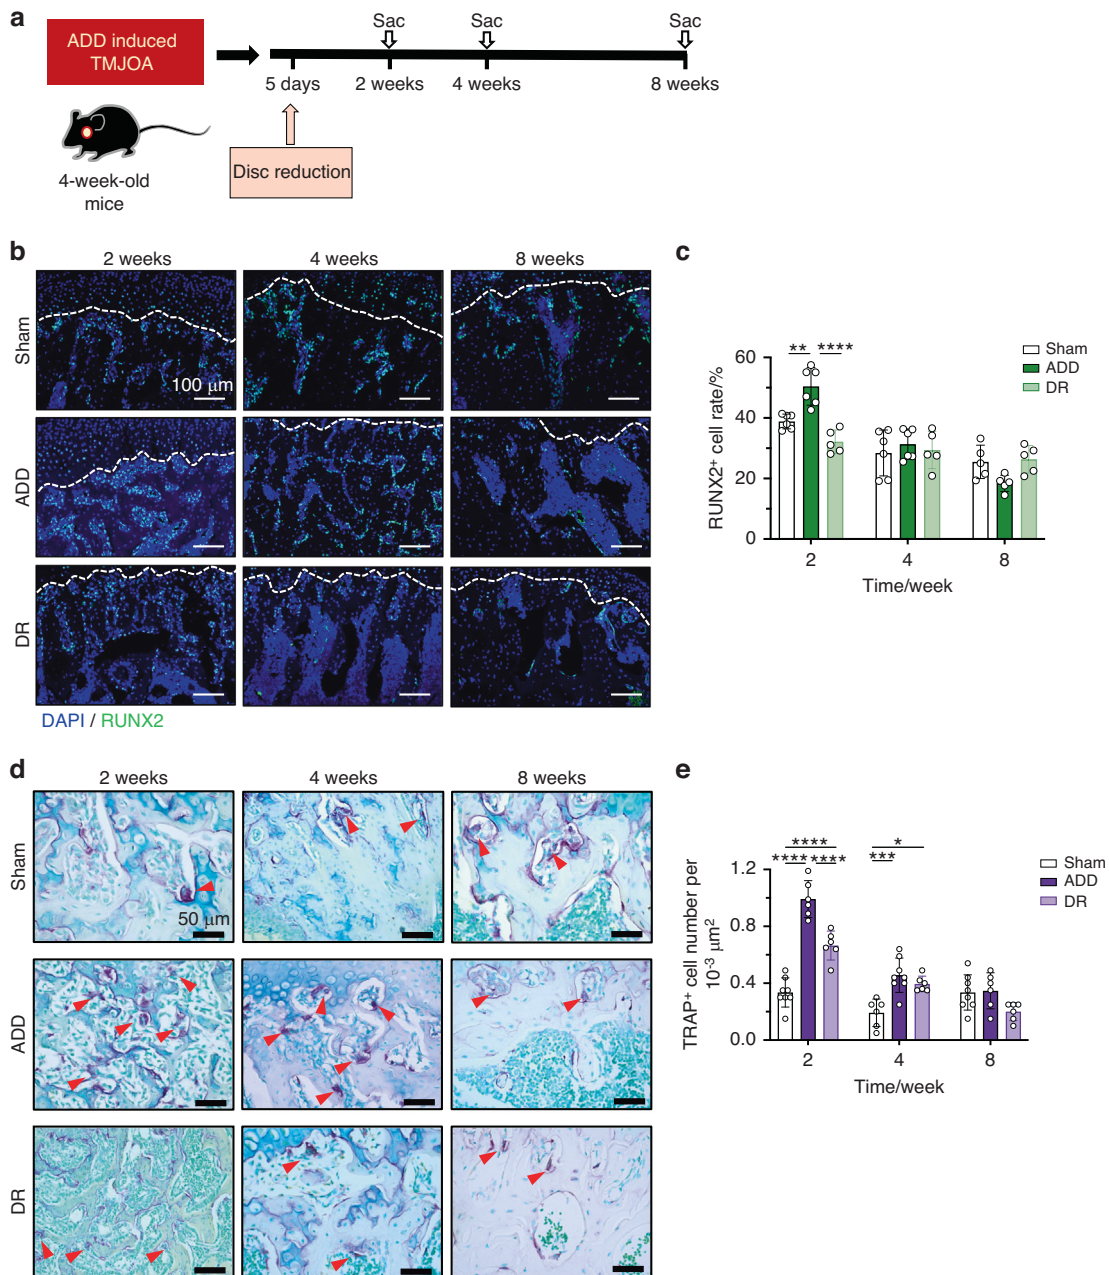 a
ADD induced
TMJOA
Sac
Sac
Sac
5 days
2 weeks
4 weeks
8 weeks
4-week-old
mice
Disc reduction
b
2 weeks
4 weeks
8 weeks
Sham
100 μm
ADD
DR
DAPI / RUNX2
c
60
40
20
0
RUNX2⁺ cell rate/%
** ****
2
4
8
Time/week
Sham
ADD
DR
d
2 weeks
4 weeks
8 weeks
Sham
50 μm
ADD
DR
e
1.2
0.8
0.4
0.0
TRAP⁺ cell number per
10⁻³ μm²
****
**** ****
*
***
2
4
8
Time/week
Sham
ADD
DR